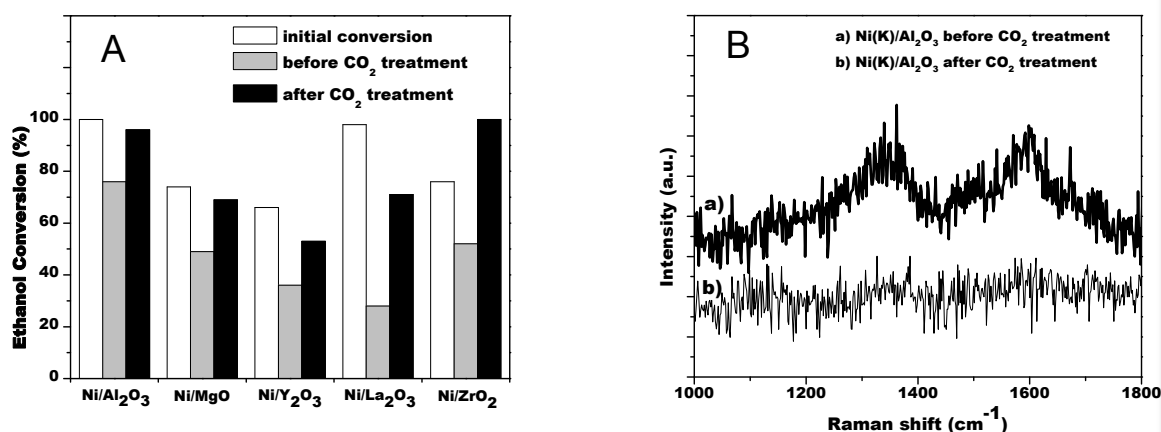 A
initial conversion
before CO₂ treatment
after CO₂ treatment
Ethanol Conversion (%)
100
80
60
40
20
0
Ni/Al₂O₃ Ni/MgO Ni/Y₂O₃ Ni/La₂O₃ Ni/ZrO₂
B
a) Ni(K)/Al₂O₃ before CO₂ treatment
b) Ni(K)/Al₂O₃ after CO₂ treatment
Intensity (a.u.)
a)
b)
1000 1200 1400 1600 1800
Raman shift (cm⁻¹)